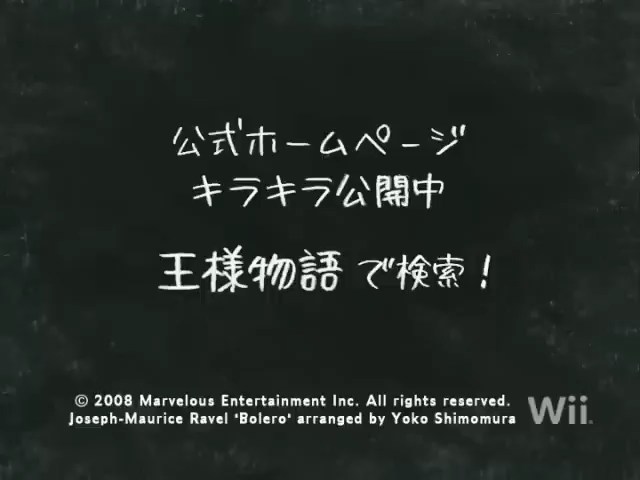 公式ホームページ
キラキラ公開中
王様物語で検索！
© 2008 Marvelous Entertainment Inc. All rights reserved.
Joseph-Maurice Ravel 'Bolero' arranged by Yoko Shimomura
Wii